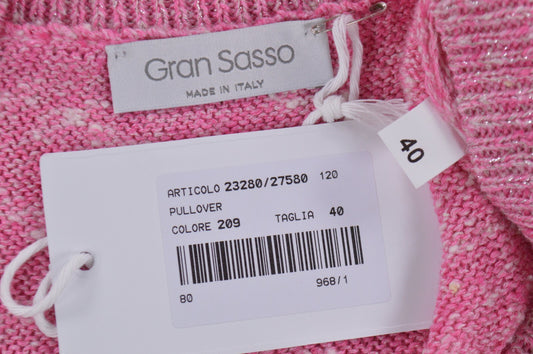 Gran Sasso
MADE IN ITALY
40
ARTICOLO 23280/27580 120
PULLOVER
COLORE 209 TAGLIA 40
80 968/1